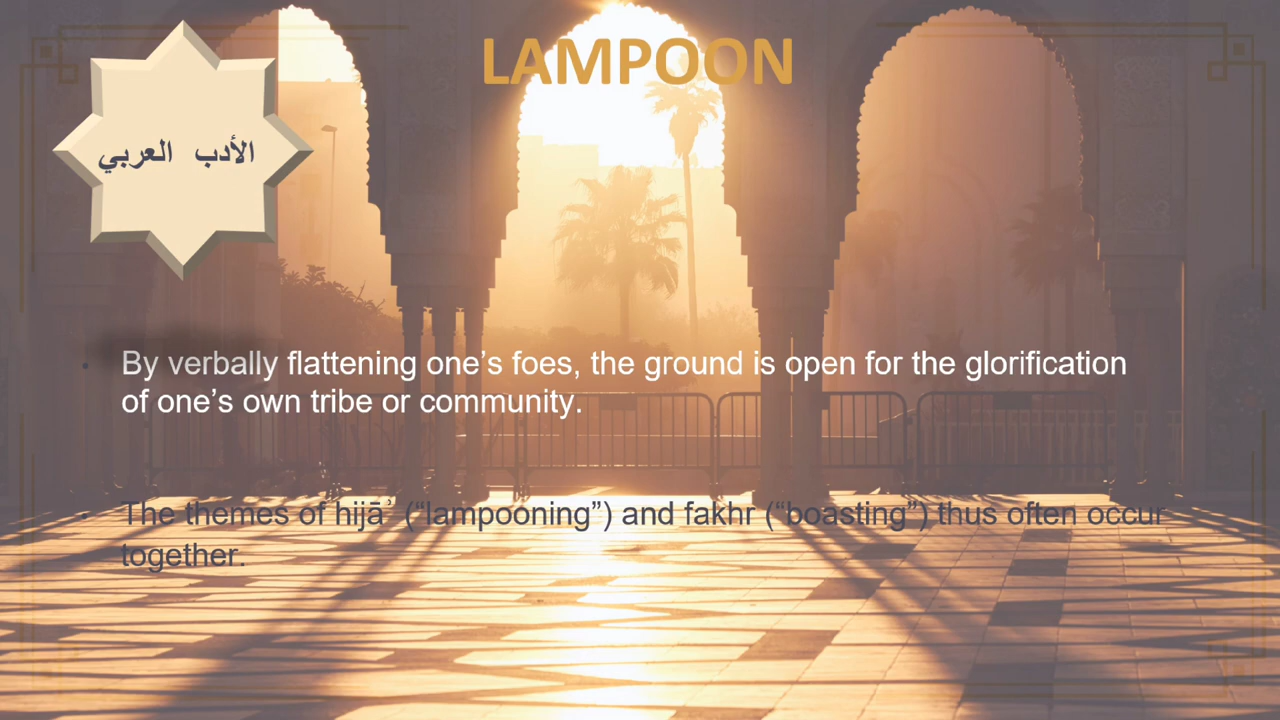 LAMPOON
الأدب العربي
By verbally flattening one’s foes, the ground is open for the glorification
of one’s own tribe or community.
The themes of hijāʾ (“lampooning”) and fakhr (“boasting”) thus often occur
together.